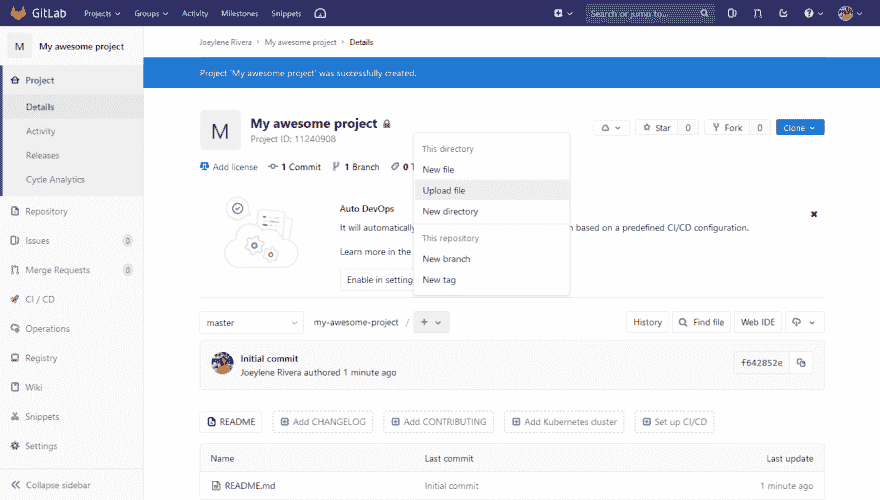 GitLab Projects Groups Activity Milestones Snippets Search or jump to...
M My awesome project
Joeylene Rivera > My awesome project > Details
Project 'My awesome project' was successfully created.
Project
Details
Activity
Releases
Cycle Analytics
Repository
Issues 0
Merge Requests 0
CI / CD
Operations
Registry
Wiki
Snippets
Settings
Collapse sidebar
M
My awesome project
Project ID: 11240908
Star 0 Fork 0 Clone
Add license 1 Commit 1 Branch 0
This directory
New file
Upload file
New directory
This repository
New branch
New tag
Auto DevOps
It will automatically based on a predefined CI/CD configuration.
Learn more in the
Enable in settings
master my-awesome-project / +
History Find file Web IDE
Initial commit
Joeylene Rivera authored 1 minute ago
f642852e
README Add CHANGELOG Add CONTRIBUTING Add Kubernetes cluster Set up CI/CD
Name Last commit Last update
README.md Initial commit 1 minute ago